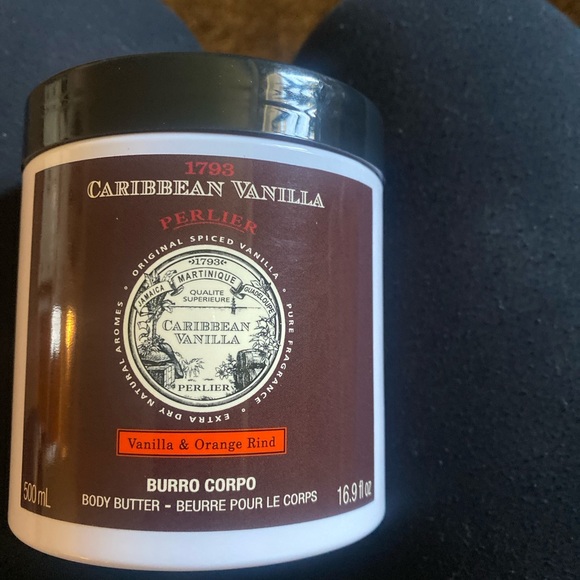 1793
CARIBBEAN VANILLA
PERLIER
ORIGINAL SPICED VANILLA • PURE FRAGRANCE • EXTRA DRY NATURAL AROMES •
•1793•
JAMAICA MARTINIQUE GUADELOUPE
QUALITE
SUPERIEURE
CARIBBEAN
VANILLA
PERLIER
Vanilla & Orange Rind
BURRO CORPO
BODY BUTTER - BEURRE POUR LE CORPS
500 mL 16.9 fl oz